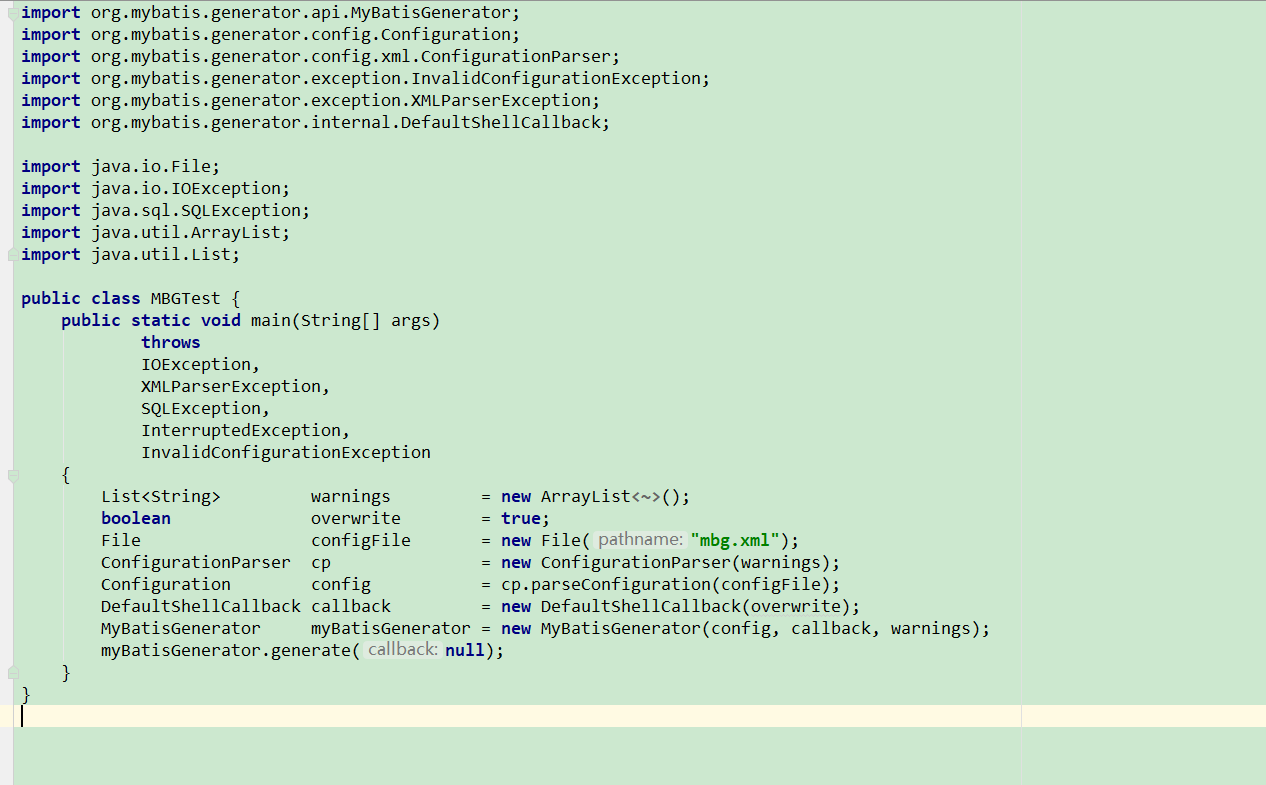 import org.mybatis.generator.api.MyBatisGenerator;
import org.mybatis.generator.config.Configuration;
import org.mybatis.generator.config.xml.ConfigurationParser;
import org.mybatis.generator.exception.InvalidConfigurationException;
import org.mybatis.generator.exception.XMLParserException;
import org.mybatis.generator.internal.DefaultShellCallback;

import java.io.File;
import java.io.IOException;
import java.sql.SQLException;
import java.util.ArrayList;
import java.util.List;

public class MBGTest {
    public static void main(String[] args)
            throws
            IOException,
            XMLParserException,
            SQLException,
            InterruptedException,
            InvalidConfigurationException
    {
        List<String>         warnings         = new ArrayList<~>();
        boolean              overwrite        = true;
        File                 configFile       = new File( pathname: "mbg.xml");
        ConfigurationParser  cp               = new ConfigurationParser(warnings);
        Configuration        config           = cp.parseConfiguration(configFile);
        DefaultShellCallback callback         = new DefaultShellCallback(overwrite);
        MyBatisGenerator     myBatisGenerator = new MyBatisGenerator(config, callback, warnings);
        myBatisGenerator.generate( callback: null);
    }
}